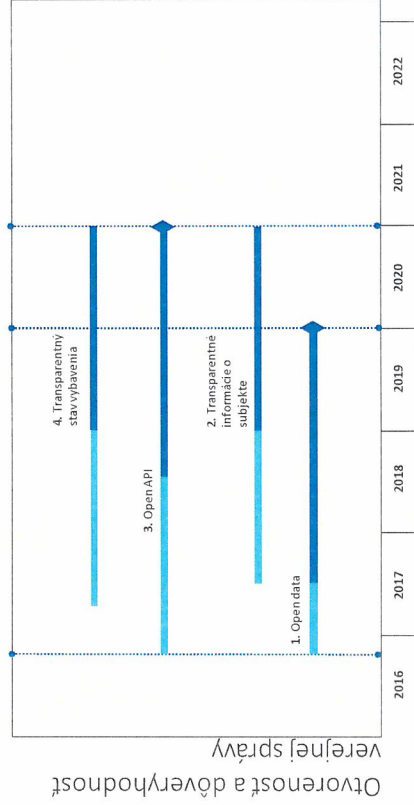 Otvorenosť a dôveryhodnosť
verejnej správy
4. Transparentný
stav vybavenia
3. Open API
2. Transparentné
informácie o
subjekte
1. Open data
2016
2017
2018
2019
2020
2021
2022